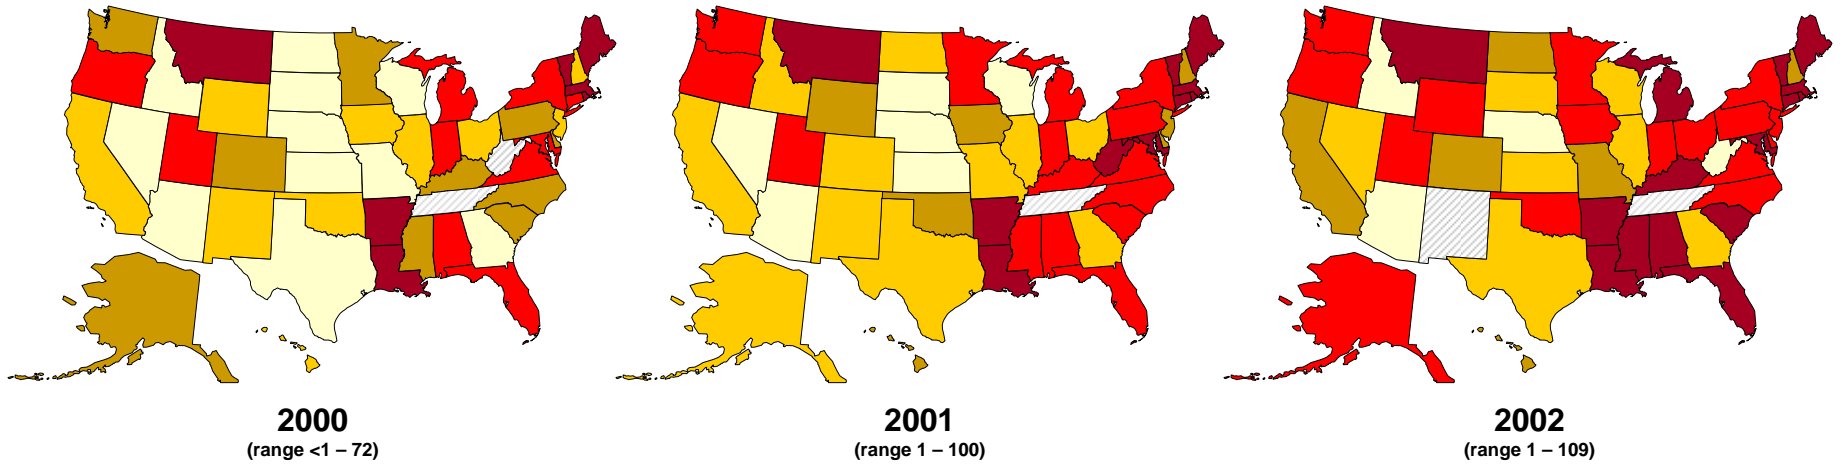 2000
(range <1 – 72)
2001
(range 1 – 100)
2002
(range 1 – 109)